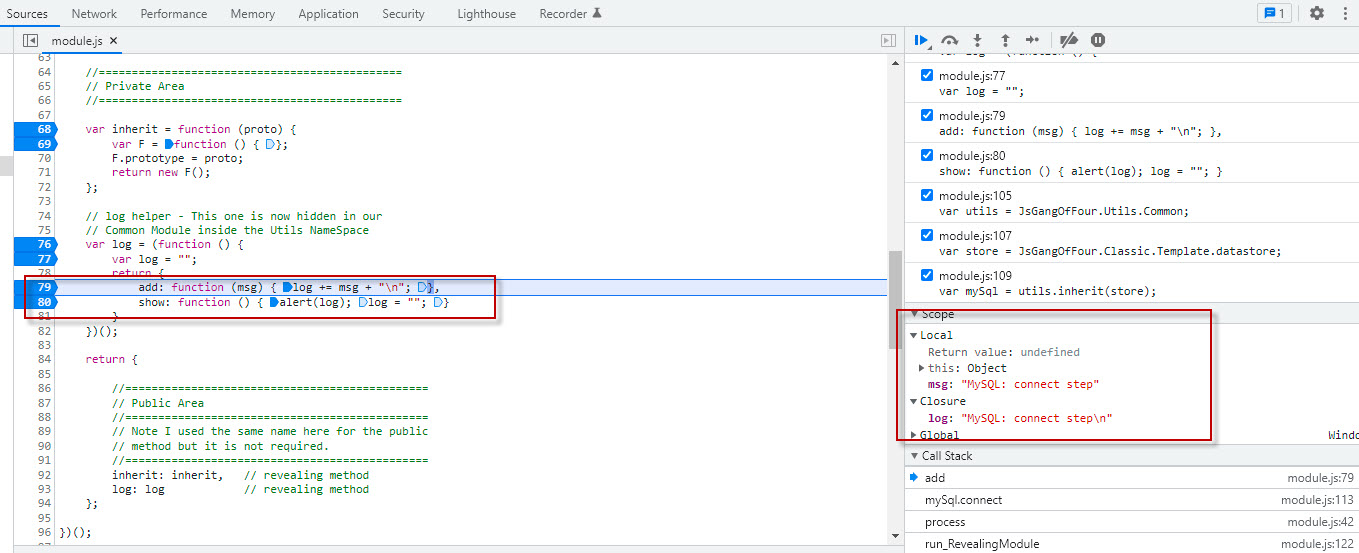 Sources Network Performance Memory Application Security Lighthouse Recorder 1
module.js ×
63
64 //==============================================
65 // Private Area
66 //==============================================
67
68 var inherit = function (proto) {
69 var F = function () { };
70 F.prototype = proto;
71 return new F();
72 };
73
74 // log helper - This one is now hidden in our
75 // Common Module inside the Utils NameSpace
76 var log = (function () {
77 var log = "";
78 return {
79 add: function (msg) { log += msg + "\n"; },
80 show: function () { alert(log); log = ""; }
81 }
82 })();
83
84 return {
85
86 //==============================================
87 // Public Area
88 //==============================================
89 // Note I used the same name here for the public
90 // method but it is not required.
91 //==============================================
92 inherit: inherit, // revealing method
93 log: log // revealing method
94 };
95
96 })();
97
var log = (function () {
module.js:77
var log = "";
module.js:79
add: function (msg) { log += msg + "\n"; },
module.js:80
show: function () { alert(log); log = ""; }
module.js:105
var utils = JsGangOfFour.Utils.Common;
module.js:107
var store = JsGangOfFour.Classic.Template.datastore;
module.js:109
var mySql = utils.inherit(store);
Scope
Local
Return value: undefined
this: Object
msg: "MySQL: connect step"
Closure
log: "MySQL: connect step\n"
Global
Call Stack
add module.js:79
mySql.connect module.js:113
process module.js:42
run_RevealingModule module.js:122